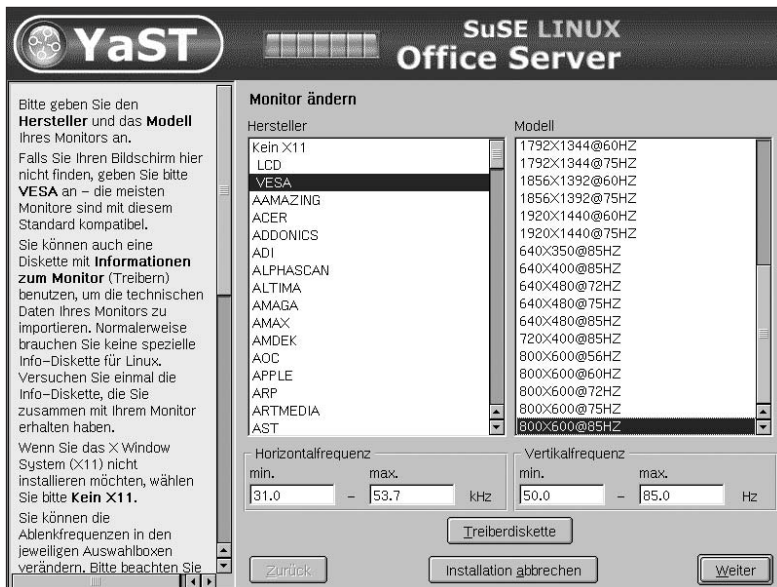 YaST
SuSE LINUX
Office Server
Bitte geben Sie den
Hersteller und das Modell
Ihres Monitors an.
Falls Sie Ihren Bildschirm hier
nicht finden, geben Sie bitte
VESA an – die meisten
Monitore sind mit diesem
Standard kompatibel.
Sie können auch eine
Diskette mit Informationen
zum Monitor (Treibern)
benutzen, um die technischen
Daten Ihres Monitors zu
importieren. Normalerweise
brauchen Sie keine spezielle
Info-Diskette für Linux.
Versuchen Sie einmal die
Info-Diskette, die Sie
zusammen mit Ihrem Monitor
erhalten haben.
Wenn Sie das X Window
System (X11) nicht
installieren möchten, wählen
Sie bitte Kein X11.
Sie können die
Ablenkfrequenzen in den
jeweiligen Auswahlboxen
verändern. Bitte beachten Sie
Monitor ändern
Hersteller
Kein X11
LCD
VESA
AAMAZING
ACER
ADDONICS
ADI
ALPHASCAN
ALTIMA
AMAGA
AMAX
AMDEK
AOC
APPLE
ARP
ARTMEDIA
AST
Modell
1792X1344@60HZ
1792X1344@75HZ
1856X1392@60HZ
1856X1392@75HZ
1920X1440@60HZ
1920X1440@75HZ
640X350@85HZ
640X400@85HZ
640X480@72HZ
640X480@75HZ
640X480@85HZ
720X400@85HZ
800X600@56HZ
800X600@60HZ
800X600@72HZ
800X600@75HZ
800X600@85HZ
Horizontalfrequenz
min. max.
31.0 – 53.7 kHz
Vertikalfrequenz
min. max.
50.0 – 85.0 Hz
Treiberdiskette
Zurück
Installation abbrechen
Weiter